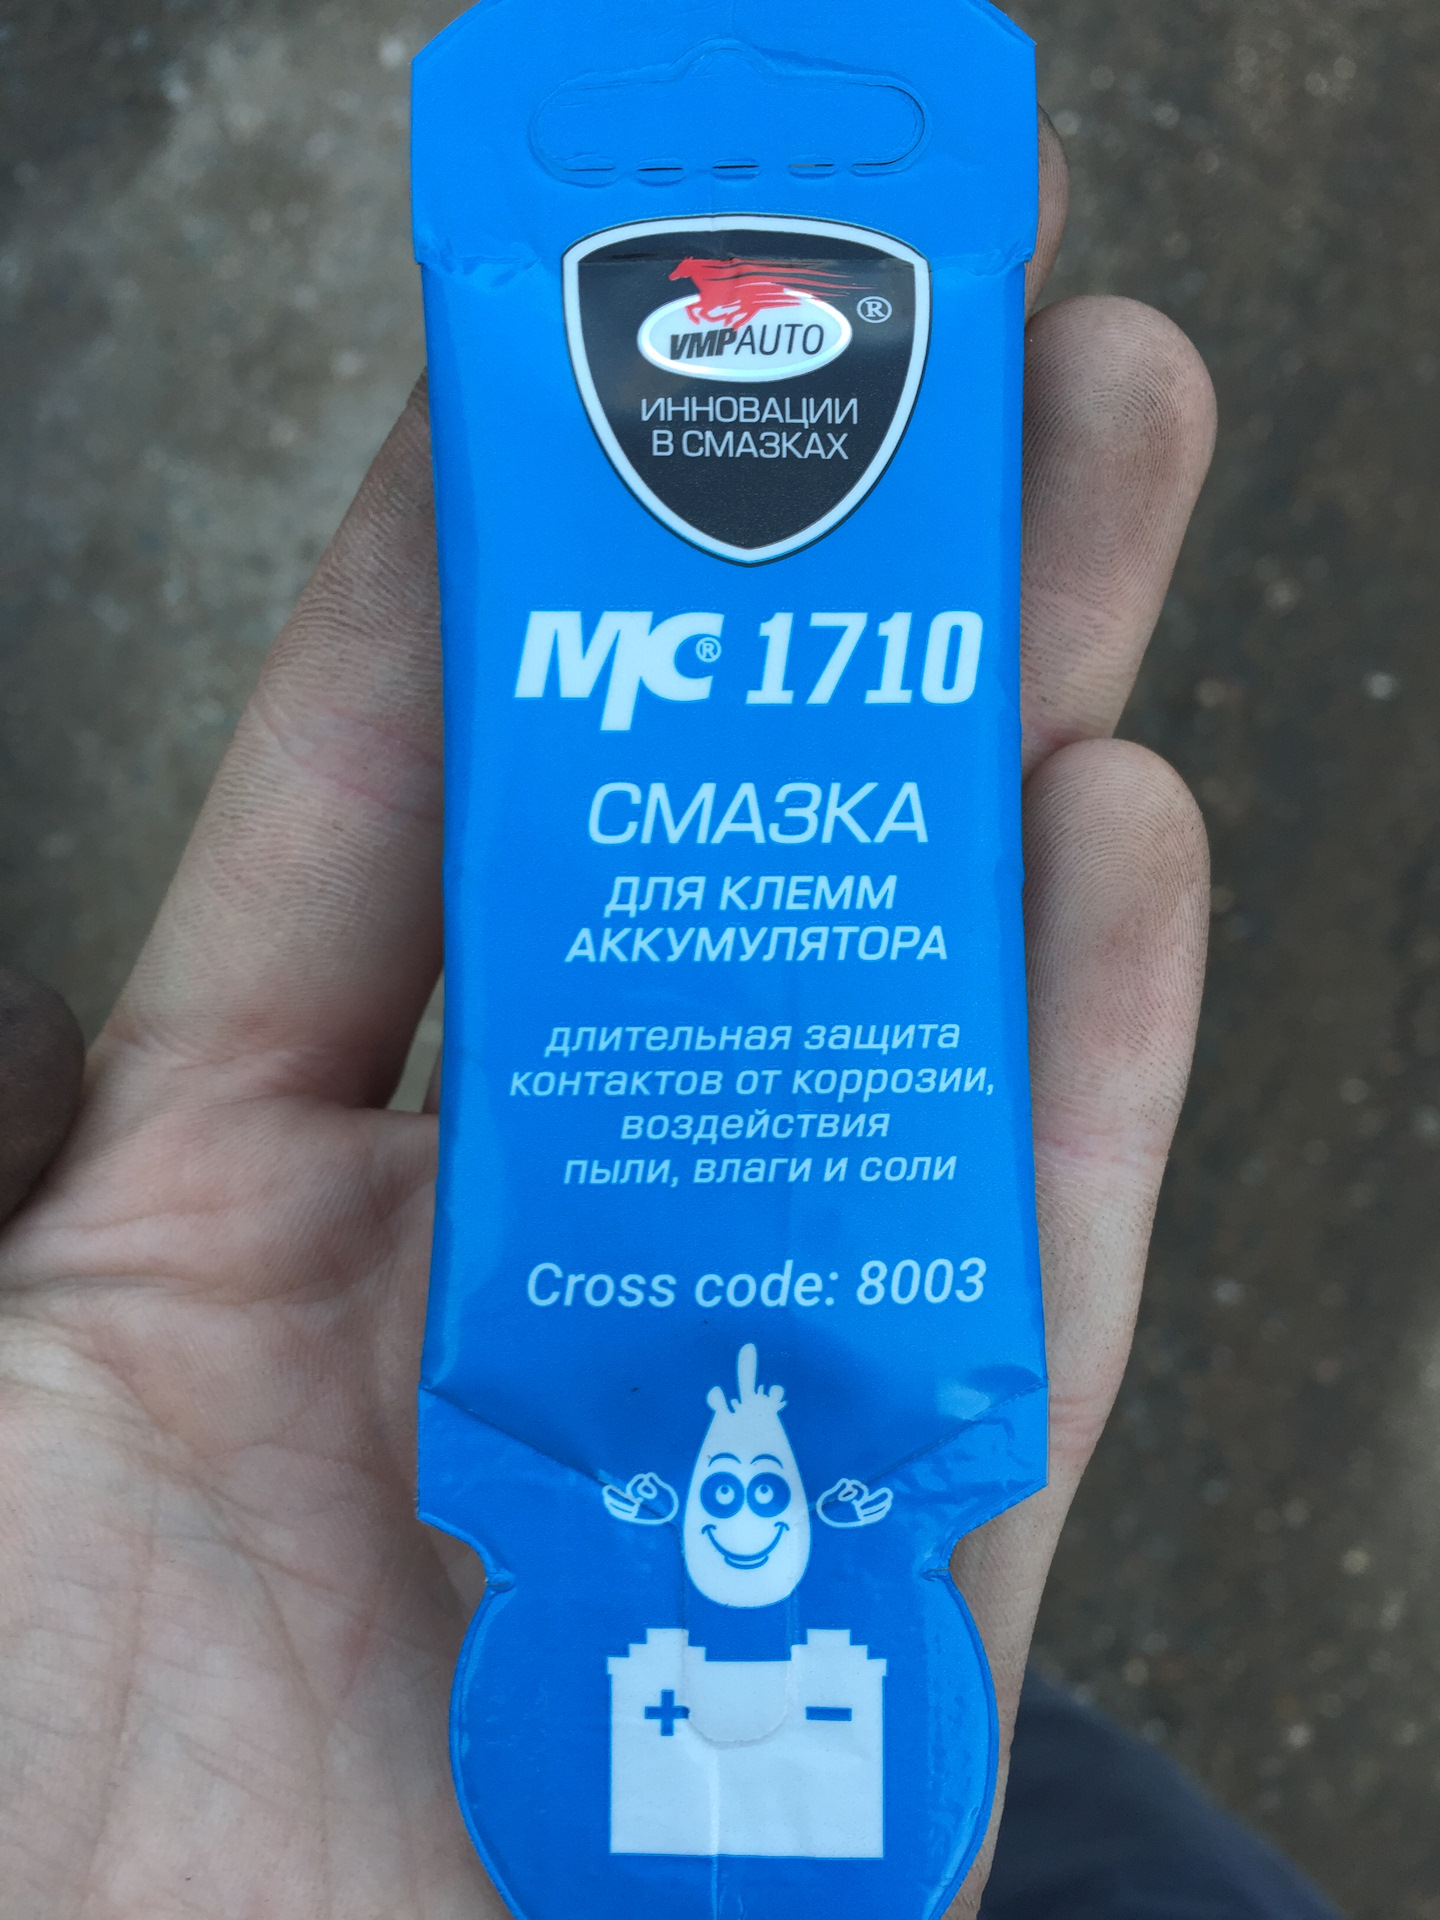 VMPAUTO ®
ИННОВАЦИИ
В СМАЗКАХ
МС® 1710
СМАЗКА
ДЛЯ КЛЕММ
АККУМУЛЯТОРА
длительная защита
контактов от коррозии,
воздействия
пыли, влаги и соли
Cross code: 8003
+ −